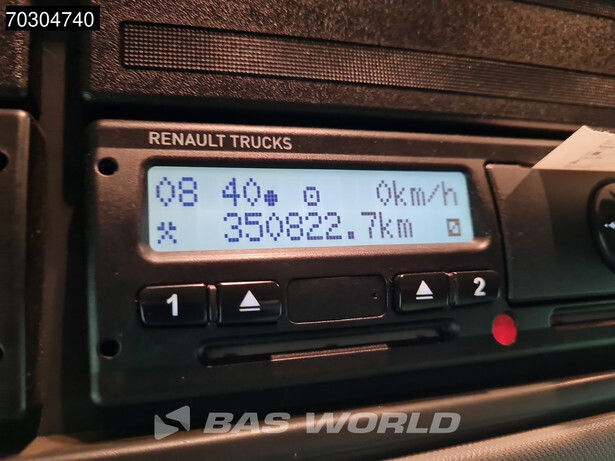 70304740
RENAULT TRUCKS
08 40 0km/h
350822.7km
1 2
BAS WORLD